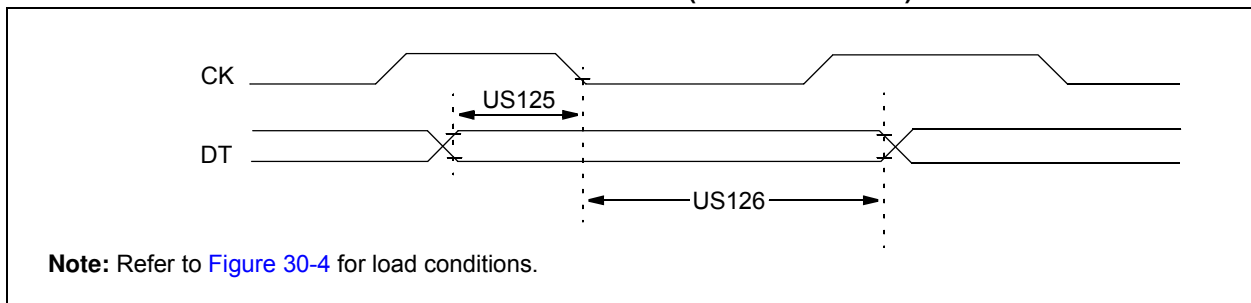 CK
US125
DT
US126
Note: Refer to Figure 30-4 for load conditions.